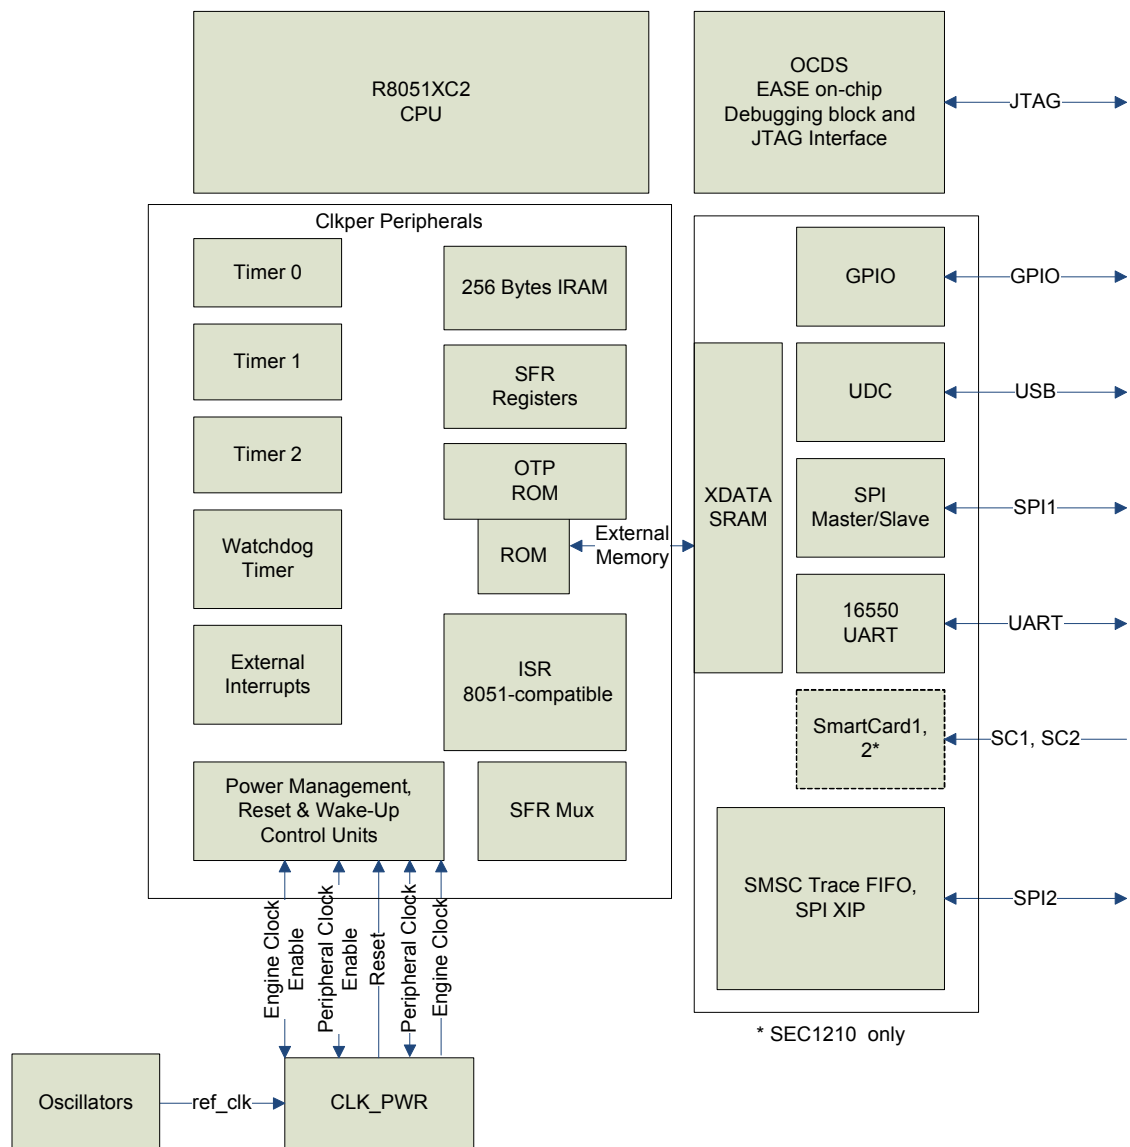 R8051XC2
CPU
OCDS
EASE on-chip
Debugging block and
JTAG Interface
JTAG
Clkper Peripherals
Timer 0
Timer 1
Timer 2
Watchdog
Timer
External
Interrupts
Power Management,
Reset & Wake-Up
Control Units
256 Bytes IRAM
SFR
Registers
OTP
ROM
ROM
External
Memory
ISR
8051-compatible
SFR Mux
XDATA
SRAM
GPIO
GPIO
UDC
USB
SPI
Master/Slave
SPI1
16550
UART
UART
SmartCard1,
2*
SC1, SC2
SMSC Trace FIFO,
SPI XIP
SPI2
* SEC1210 only
Engine Clock
Enable
Peripheral Clock
Enable
Reset
Peripheral Clock
Engine Clock
Oscillators
ref_clk
CLK_PWR